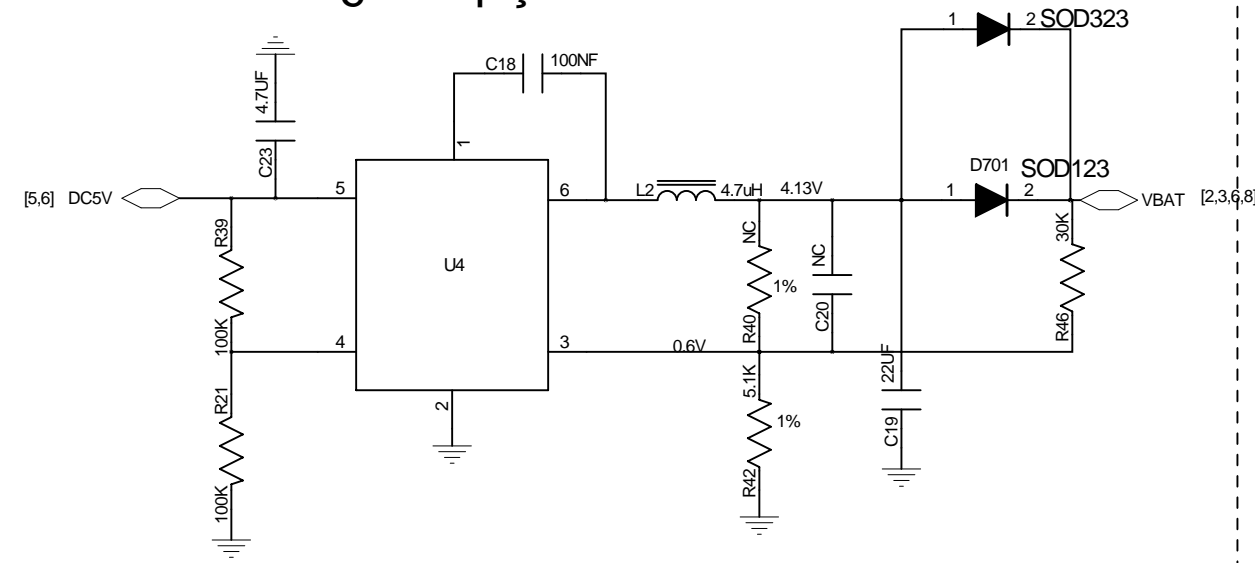 1
2
SOD323
C18
100NF
4.7UF
C23
1
[5,6]
DC5V
5
6
L2
4.7uH
4.13V
D701
SOD123
1
2
VBAT
[2,3,6,8]
R39
100K
U4
NC
1%
R40
NC
C20
30K
R46
4
3
0.6V
R21
100K
2
5.1K
1%
R42
22UF
C19